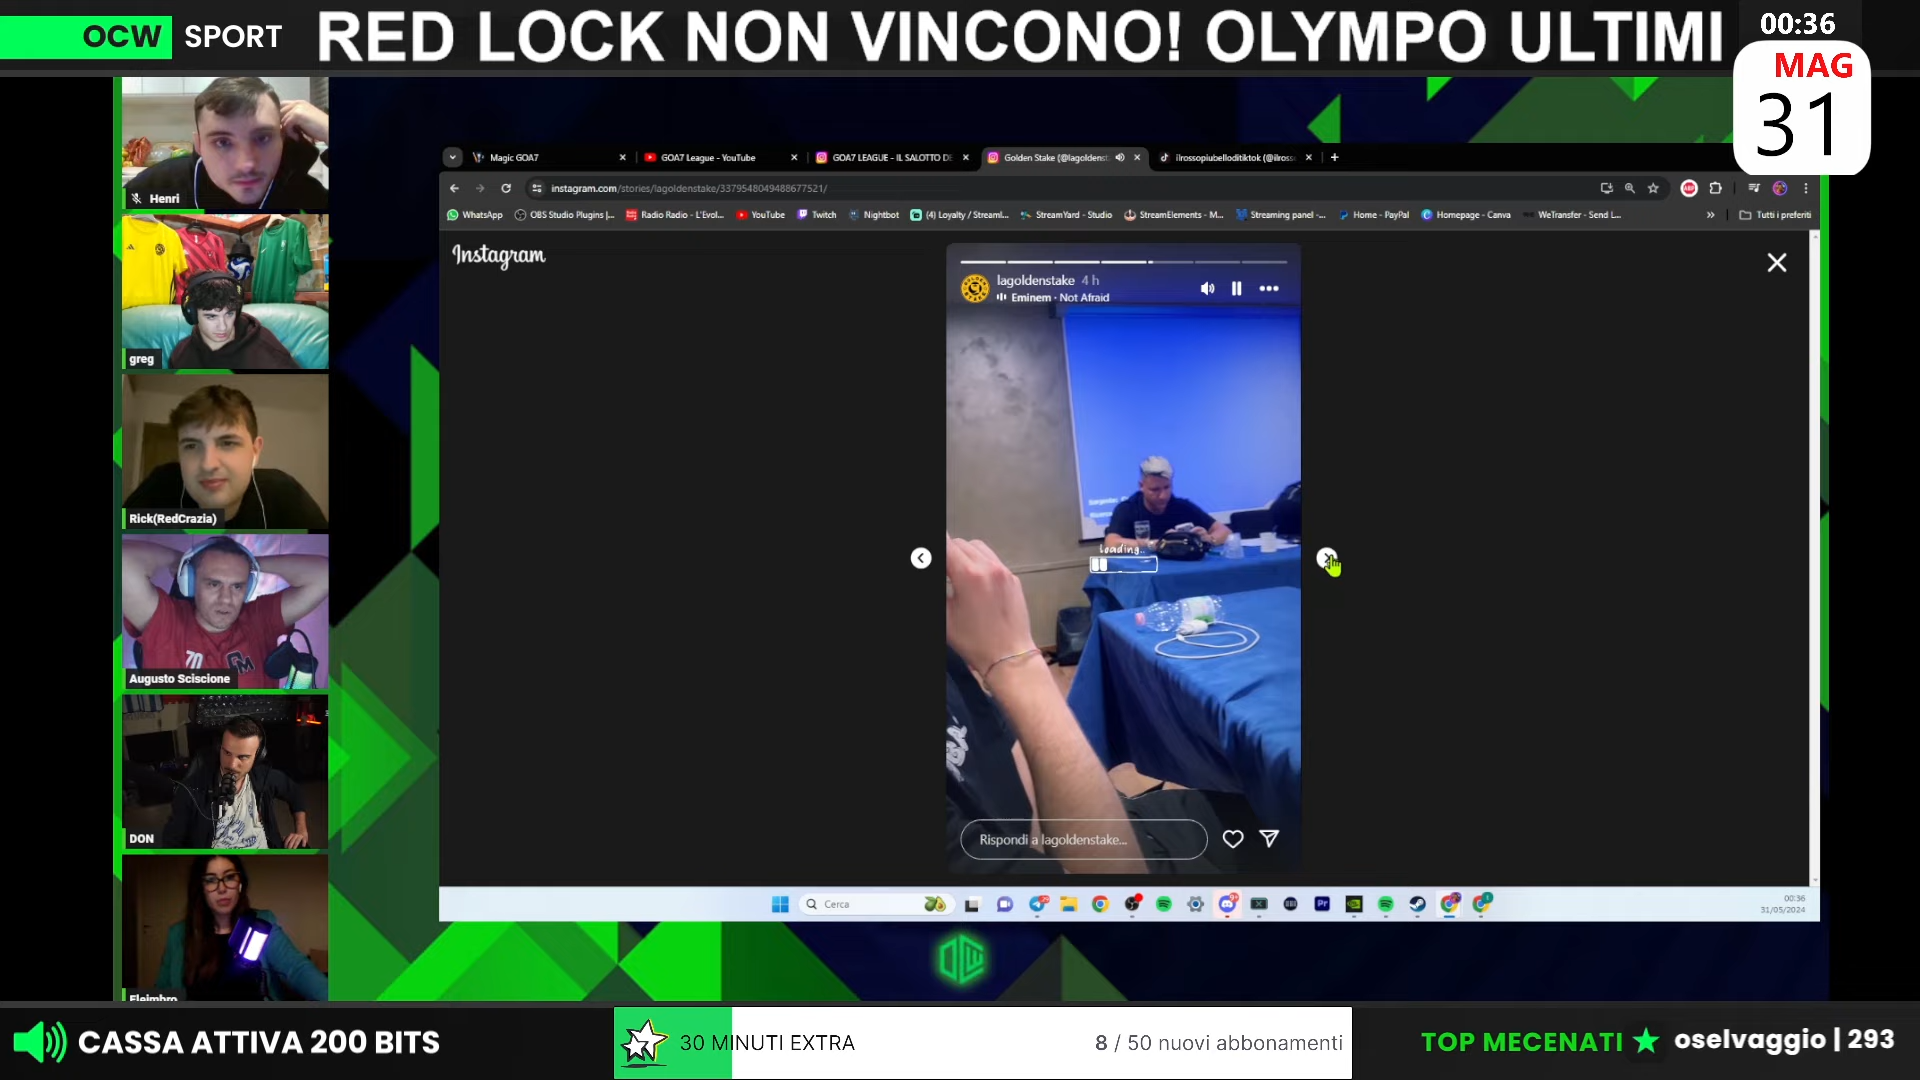 OCW SPORT
RED LOCK NON VINCONO! OLYMPO ULTIMI
00:36
MAG
31
Henri
greg
Rick(RedCrazia)
Augusto Sciscione
DON
Eleimbro
Magic GOA7
GOA7 League - YouTube
GOA7 LEAGUE - IL SALOTTO DE
Golden Stake (@lagoldenst
ilrossopiubelloditiktok (@ilross
instagram.com/stories/lagoldenstake/3379548049488677521/
WhatsApp
OBS Studio Plugins |...
Radio Radio - L'Evol...
YouTube
Twitch
Nightbot
(4) Loyalty / Streaml...
StreamYard - Studio
StreamElements - M...
Streaming panel -...
Home - PayPal
Homepage - Canva
WeTransfer - Send L...
Tutti i preferiti
Instagram
lagoldenstake 4 h
Eminem · Not Afraid
loading..
Rispondi a lagoldenstake...
Cerca
00:36
31/05/2024
CASSA ATTIVA 200 BITS
30 MINUTI EXTRA
8 / 50 nuovi abbonamenti
TOP MECENATI
oselvaggio | 293